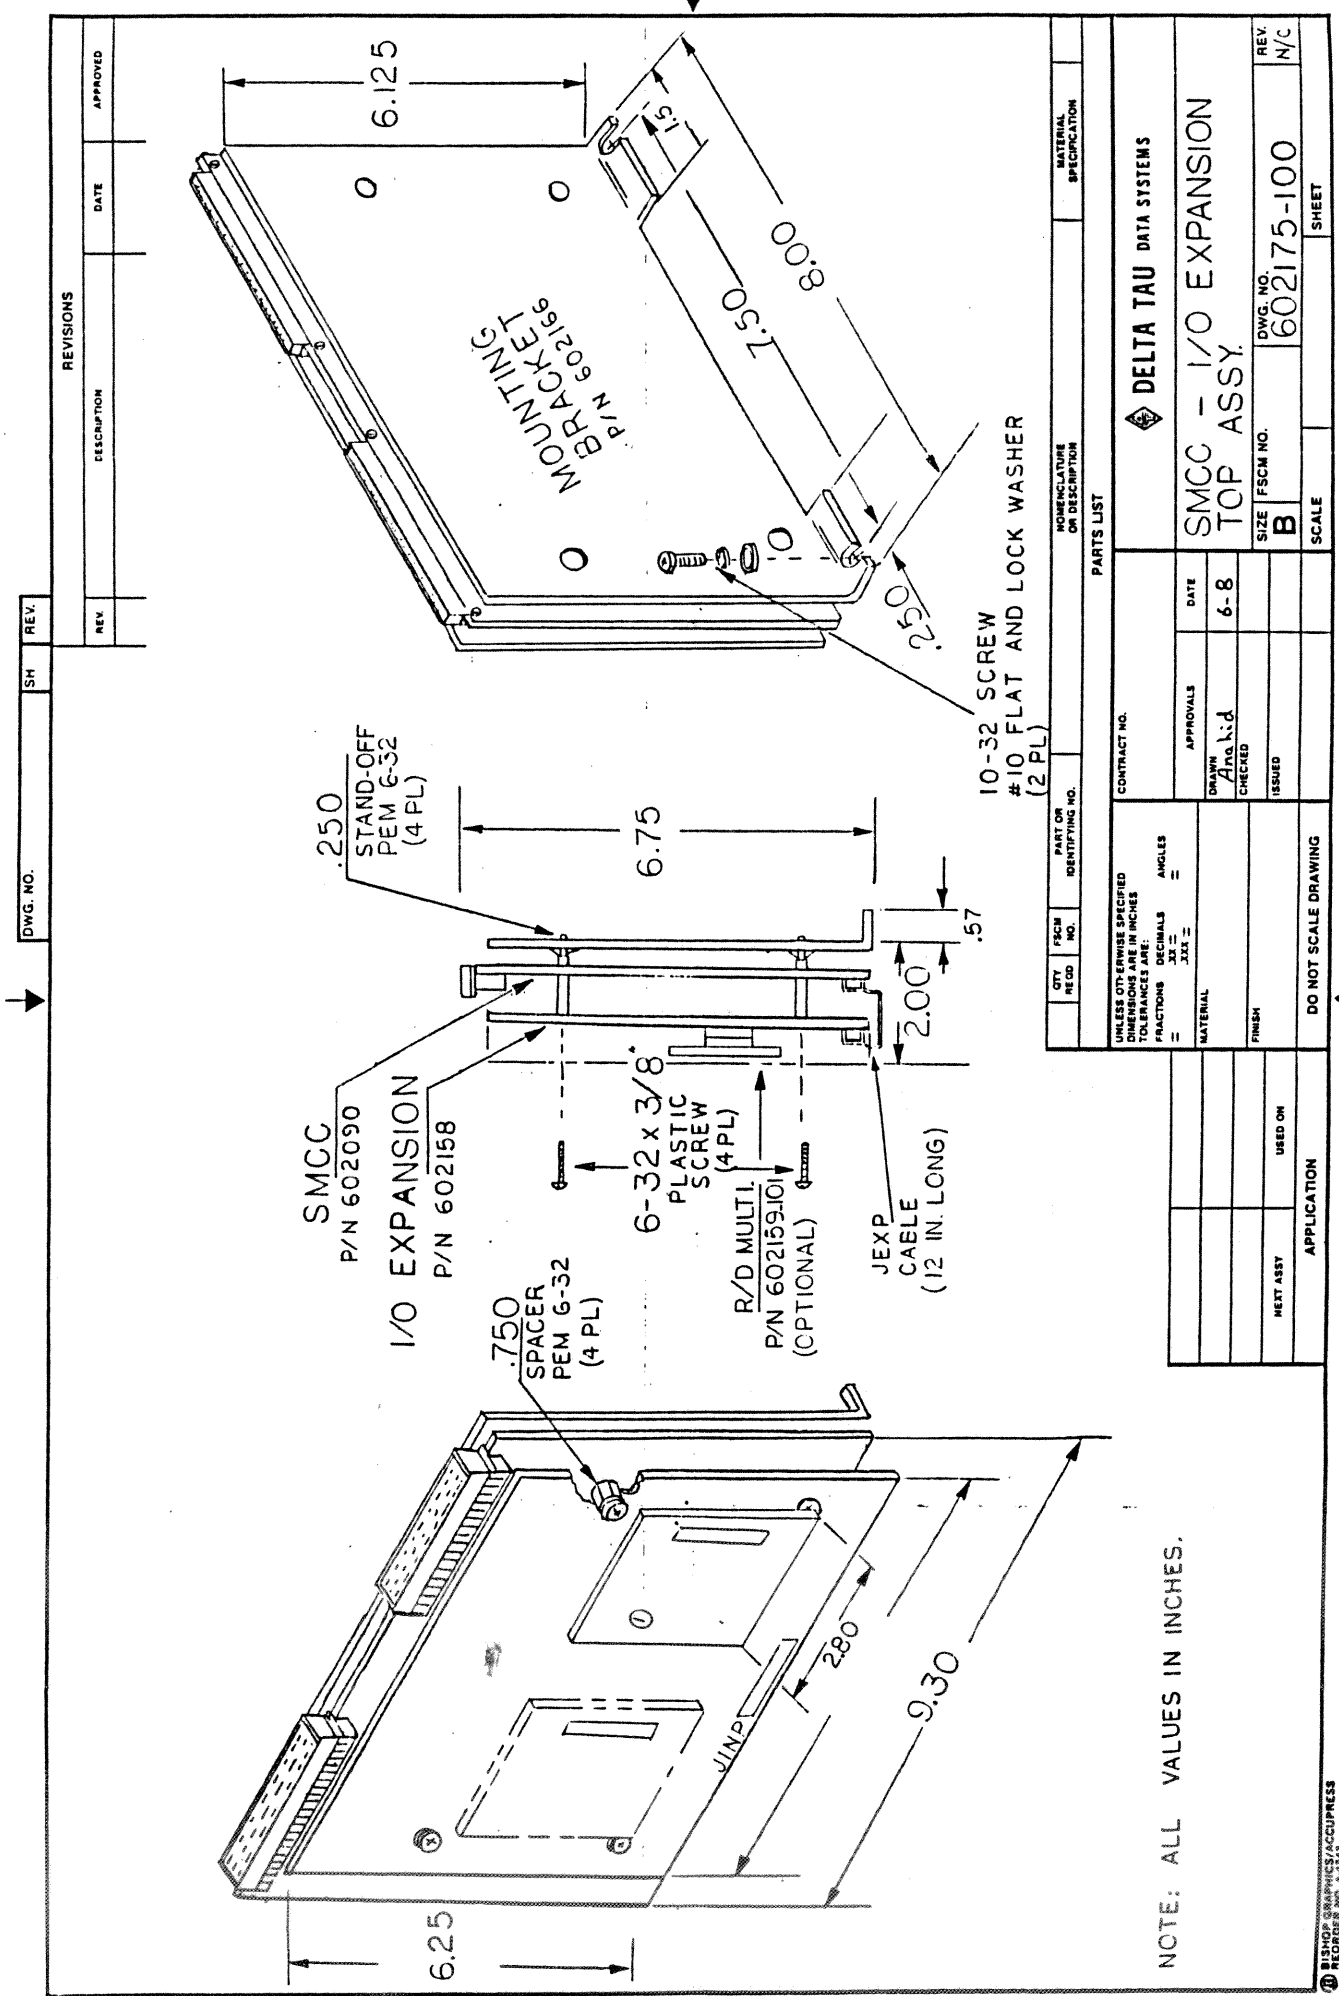 DWG. NO.
SH
REV.
REVISIONS
REV.
DESCRIPTION
DATE
APPROVED
6.25
JINP
2.80
9.30
.750
SPACER
PEM 6-32
(4 PL)
SMCC
P/N 602090
I/O EXPANSION
P/N 602158
6-32 x 3/8
PLASTIC
SCREW
(4PL)
R/D MULTI.
P/N 602159-101
(OPTIONAL)
JEXP
CABLE
(12 IN. LONG)
.250
STAND-OFF
PEM 6-32
(4 PL)
6.75
2.00
.57
MOUNTING
BRACKET
P/N 602166
6.125
1.5
7.50
8.00
.250
10-32 SCREW
#10 FLAT AND LOCK WASHER
(2 PL)
NOTE: ALL VALUES IN INCHES.
QTY REQD
FSCM NO.
PART OR IDENTIFYING NO.
NOMENCLATURE OR DESCRIPTION
MATERIAL SPECIFICATION
PARTS LIST
UNLESS OTHERWISE SPECIFIED
DIMENSIONS ARE IN INCHES
TOLERANCES ARE:
FRACTIONS DECIMALS ANGLES
± .XX ± ±
.XXX ±
MATERIAL
FINISH
DO NOT SCALE DRAWING
NEXT ASSY
USED ON
APPLICATION
CONTRACT NO.
APPROVALS
DATE
DRAWN
Anahid
6-8
CHECKED
ISSUED
DELTA TAU DATA SYSTEMS
SMCC - I/O EXPANSION
TOP ASSY.
SIZE
B
FSCM NO.
DWG. NO.
602175-100
REV.
N/C
SCALE
SHEET
BISHOP GRAPHICS/ACCUPRESS
REORDER NO.